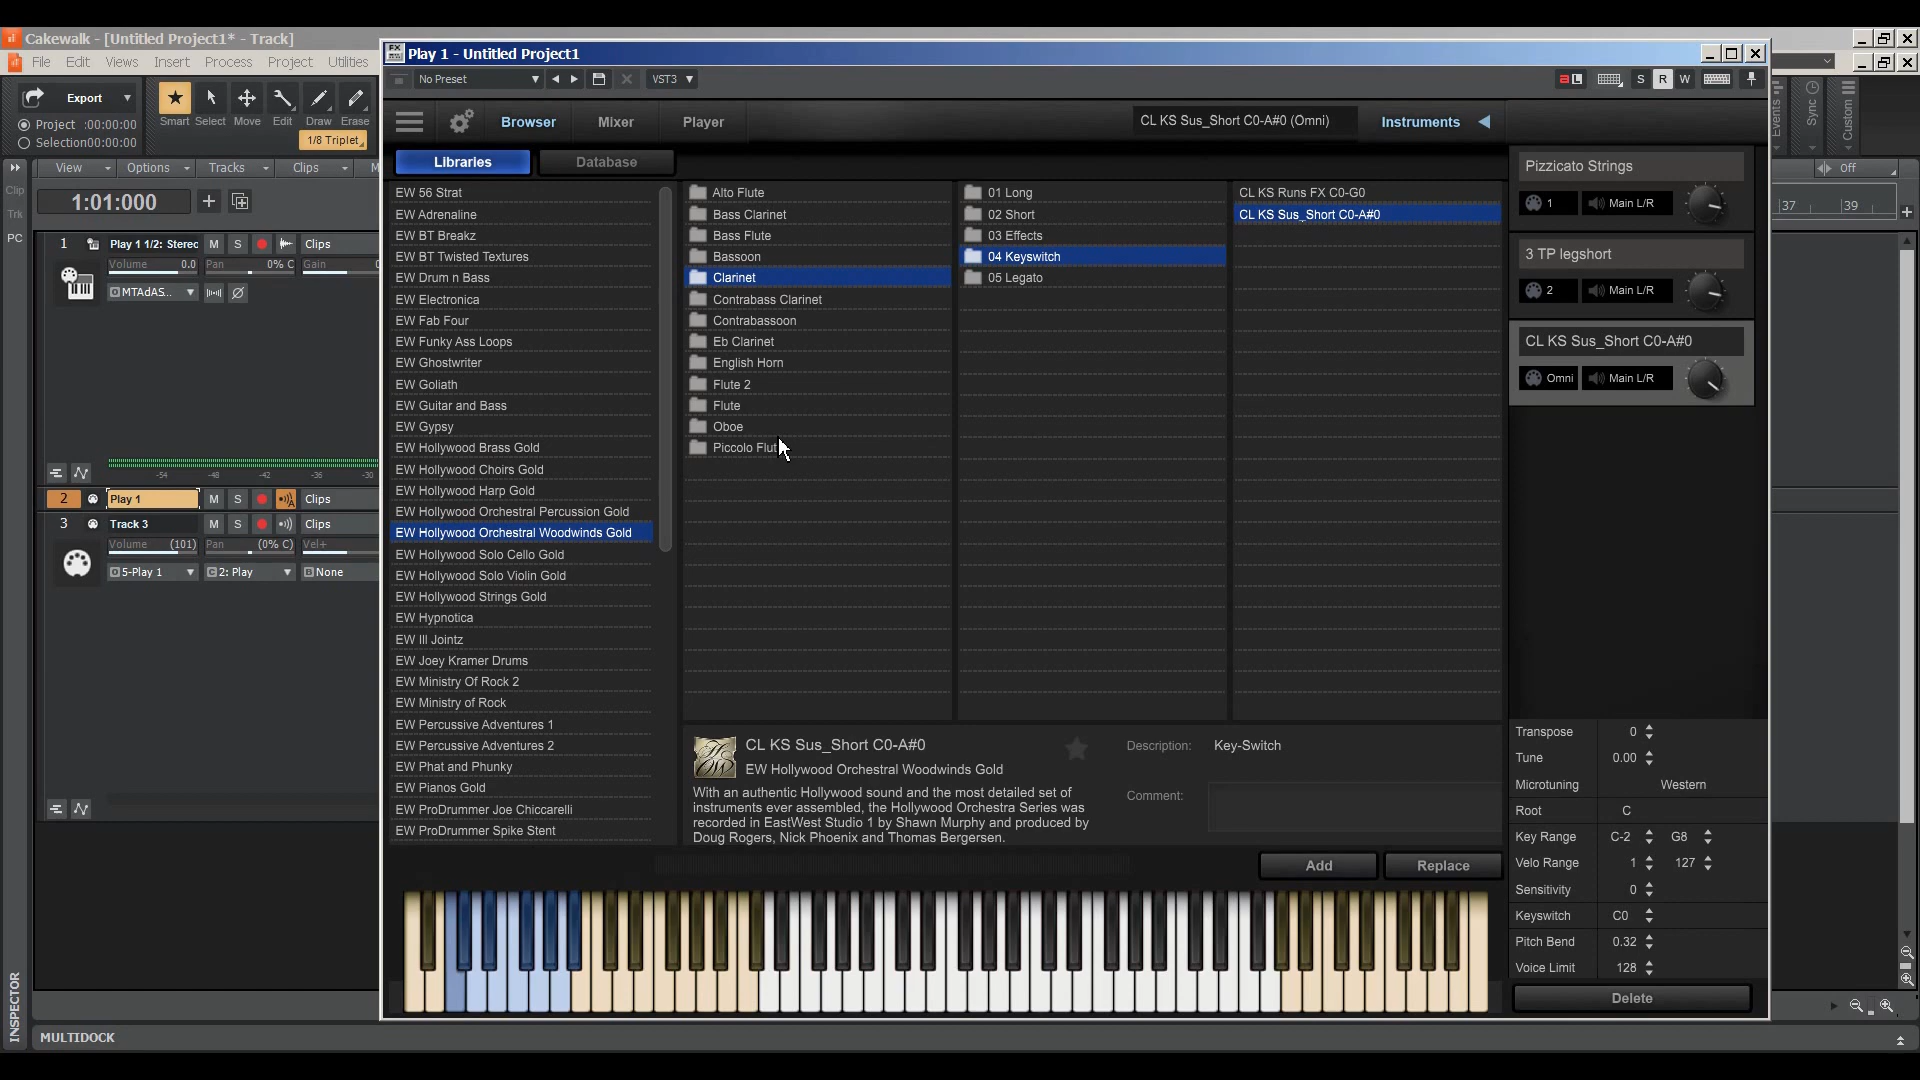 Cakewalk - [Untitled Project1* - Track]
File Edit Views Insert Process Project Utilities
Export
Project :00:00:00
Selection00:00:00
Smart Select Move Edit Draw Erase
1/8 Triplet
View Options Tracks Clips
Clip
Trk
PC
1:01:000
1 Play 1 1/2: Sterec M S Clips
Volume 0.0 Pan 0% C Gain
MTAdAS...
-54 -48 -42 -36 -30
2 Play 1 M S Clips
3 Track 3 M S Clips
Volume (101) Pan (0% C) Vel+
5-Play 1 2: Play None
INSPECTOR
MULTIDOCK
Play 1 - Untitled Project1
No Preset VST3
aL S R W
Browser Mixer Player
CL KS Sus_Short C0-A#0 (Omni) Instruments
Libraries Database
EW 56 Strat
EW Adrenaline
EW BT Breakz
EW BT Twisted Textures
EW Drum n Bass
EW Electronica
EW Fab Four
EW Funky Ass Loops
EW Ghostwriter
EW Goliath
EW Guitar and Bass
EW Gypsy
EW Hollywood Brass Gold
EW Hollywood Choirs Gold
EW Hollywood Harp Gold
EW Hollywood Orchestral Percussion Gold
EW Hollywood Orchestral Woodwinds Gold
EW Hollywood Solo Cello Gold
EW Hollywood Solo Violin Gold
EW Hollywood Strings Gold
EW Hypnotica
EW Ill Jointz
EW Joey Kramer Drums
EW Ministry Of Rock 2
EW Ministry of Rock
EW Percussive Adventures 1
EW Percussive Adventures 2
EW Phat and Phunky
EW Pianos Gold
EW ProDrummer Joe Chiccarelli
EW ProDrummer Spike Stent
Alto Flute
Bass Clarinet
Bass Flute
Bassoon
Clarinet
Contrabass Clarinet
Contrabassoon
Eb Clarinet
English Horn
Flute 2
Flute
Oboe
Piccolo Flut
01 Long
02 Short
03 Effects
04 Keyswitch
05 Legato
CL KS Runs FX C0-G0
CL KS Sus_Short C0-A#0
CL KS Sus_Short C0-A#0
EW Hollywood Orchestral Woodwinds Gold
With an authentic Hollywood sound and the most detailed set of
instruments ever assembled, the Hollywood Orchestra Series was
recorded in EastWest Studio 1 by Shawn Murphy and produced by
Doug Rogers, Nick Phoenix and Thomas Bergersen.
Description: Key-Switch
Comment:
Add Replace
Pizzicato Strings
1 Main L/R
3 TP legshort
2 Main L/R
CL KS Sus_Short C0-A#0
Omni Main L/R
Transpose 0
Tune 0.00
Microtuning Western
Root C
Key Range C-2 G8
Velo Range 1 127
Sensitivity 0
Keyswitch C0
Pitch Bend 0.32
Voice Limit 128
Delete
Events
Sync
Custom
Off
37 39